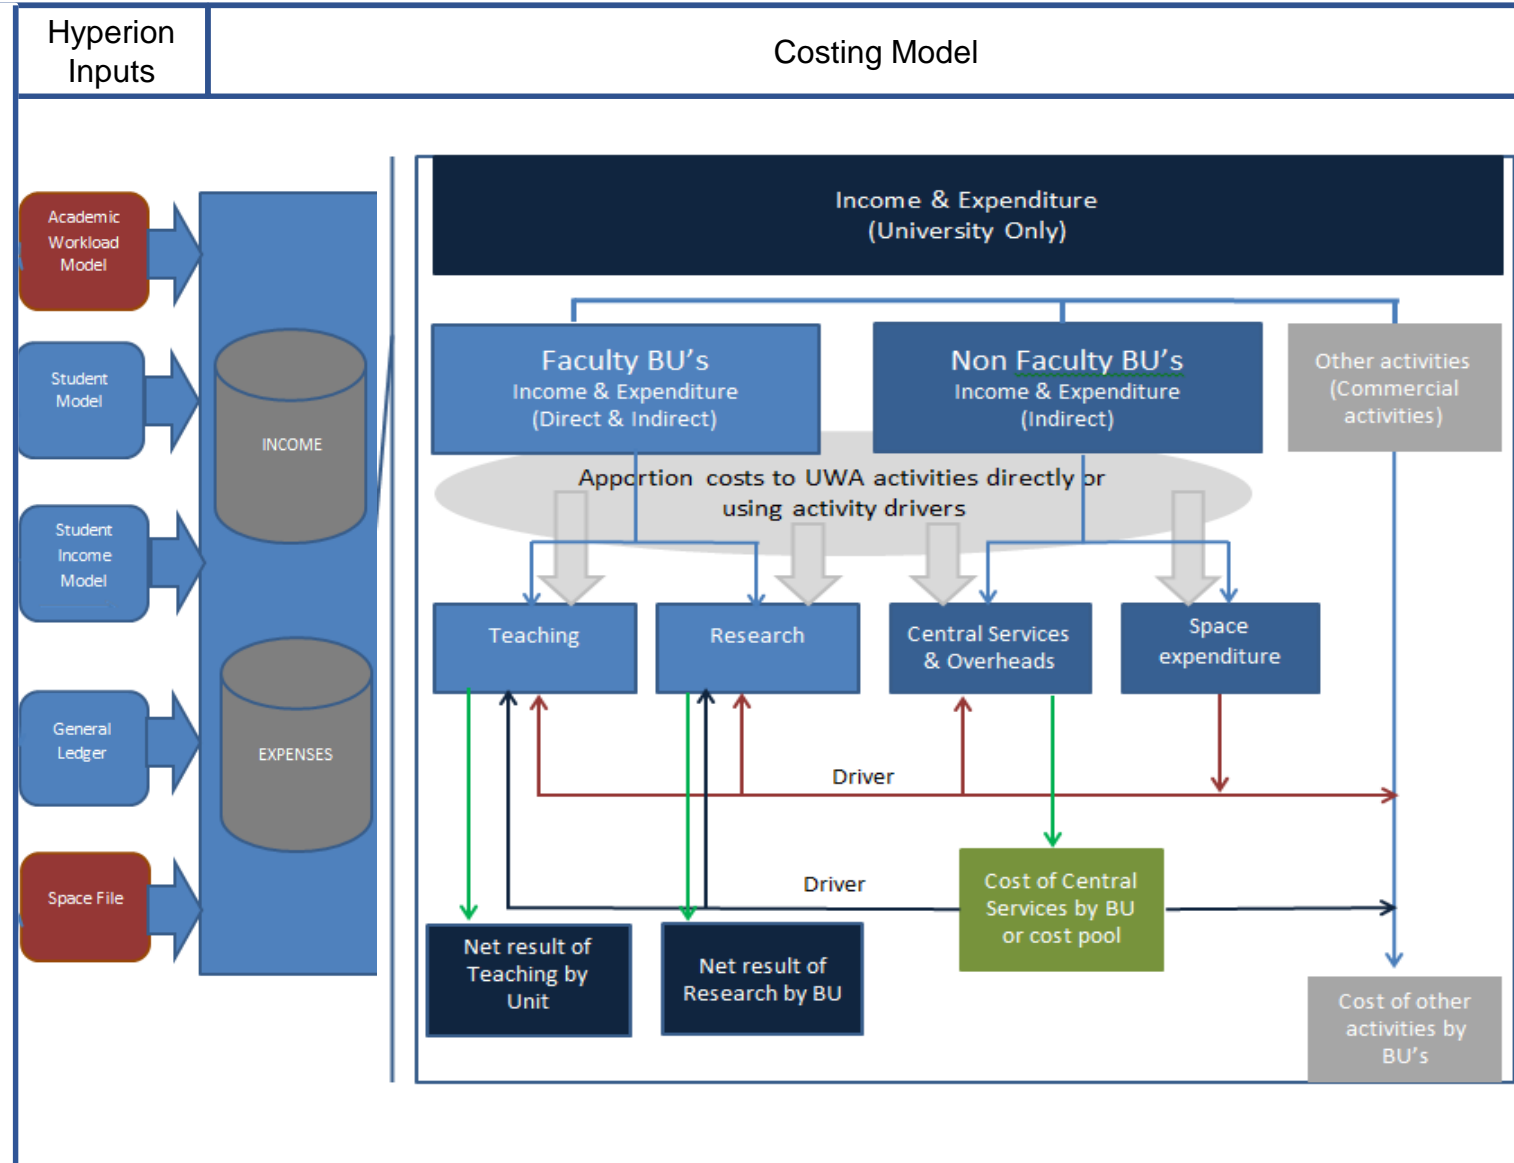 Hyperion
Inputs
Costing Model
Academic
Workload
Model
Student
Model
Student
Income
Model
General
Ledger
Space File
INCOME
EXPENSES
Income & Expenditure
(University Only)
Faculty BU's
Income & Expenditure
(Direct & Indirect)
Non Faculty BU's
Income & Expenditure
(Indirect)
Other activities
(Commercial
activities)
Apportion costs to UWA activities directly or
using activity drivers
Teaching
Research
Central Services
& Overheads
Space
expenditure
Driver
Driver
Cost of Central
Services by BU
or cost pool
Net result of
Teaching by
Unit
Net result of
Research by BU
Cost of other
activities by
BU's